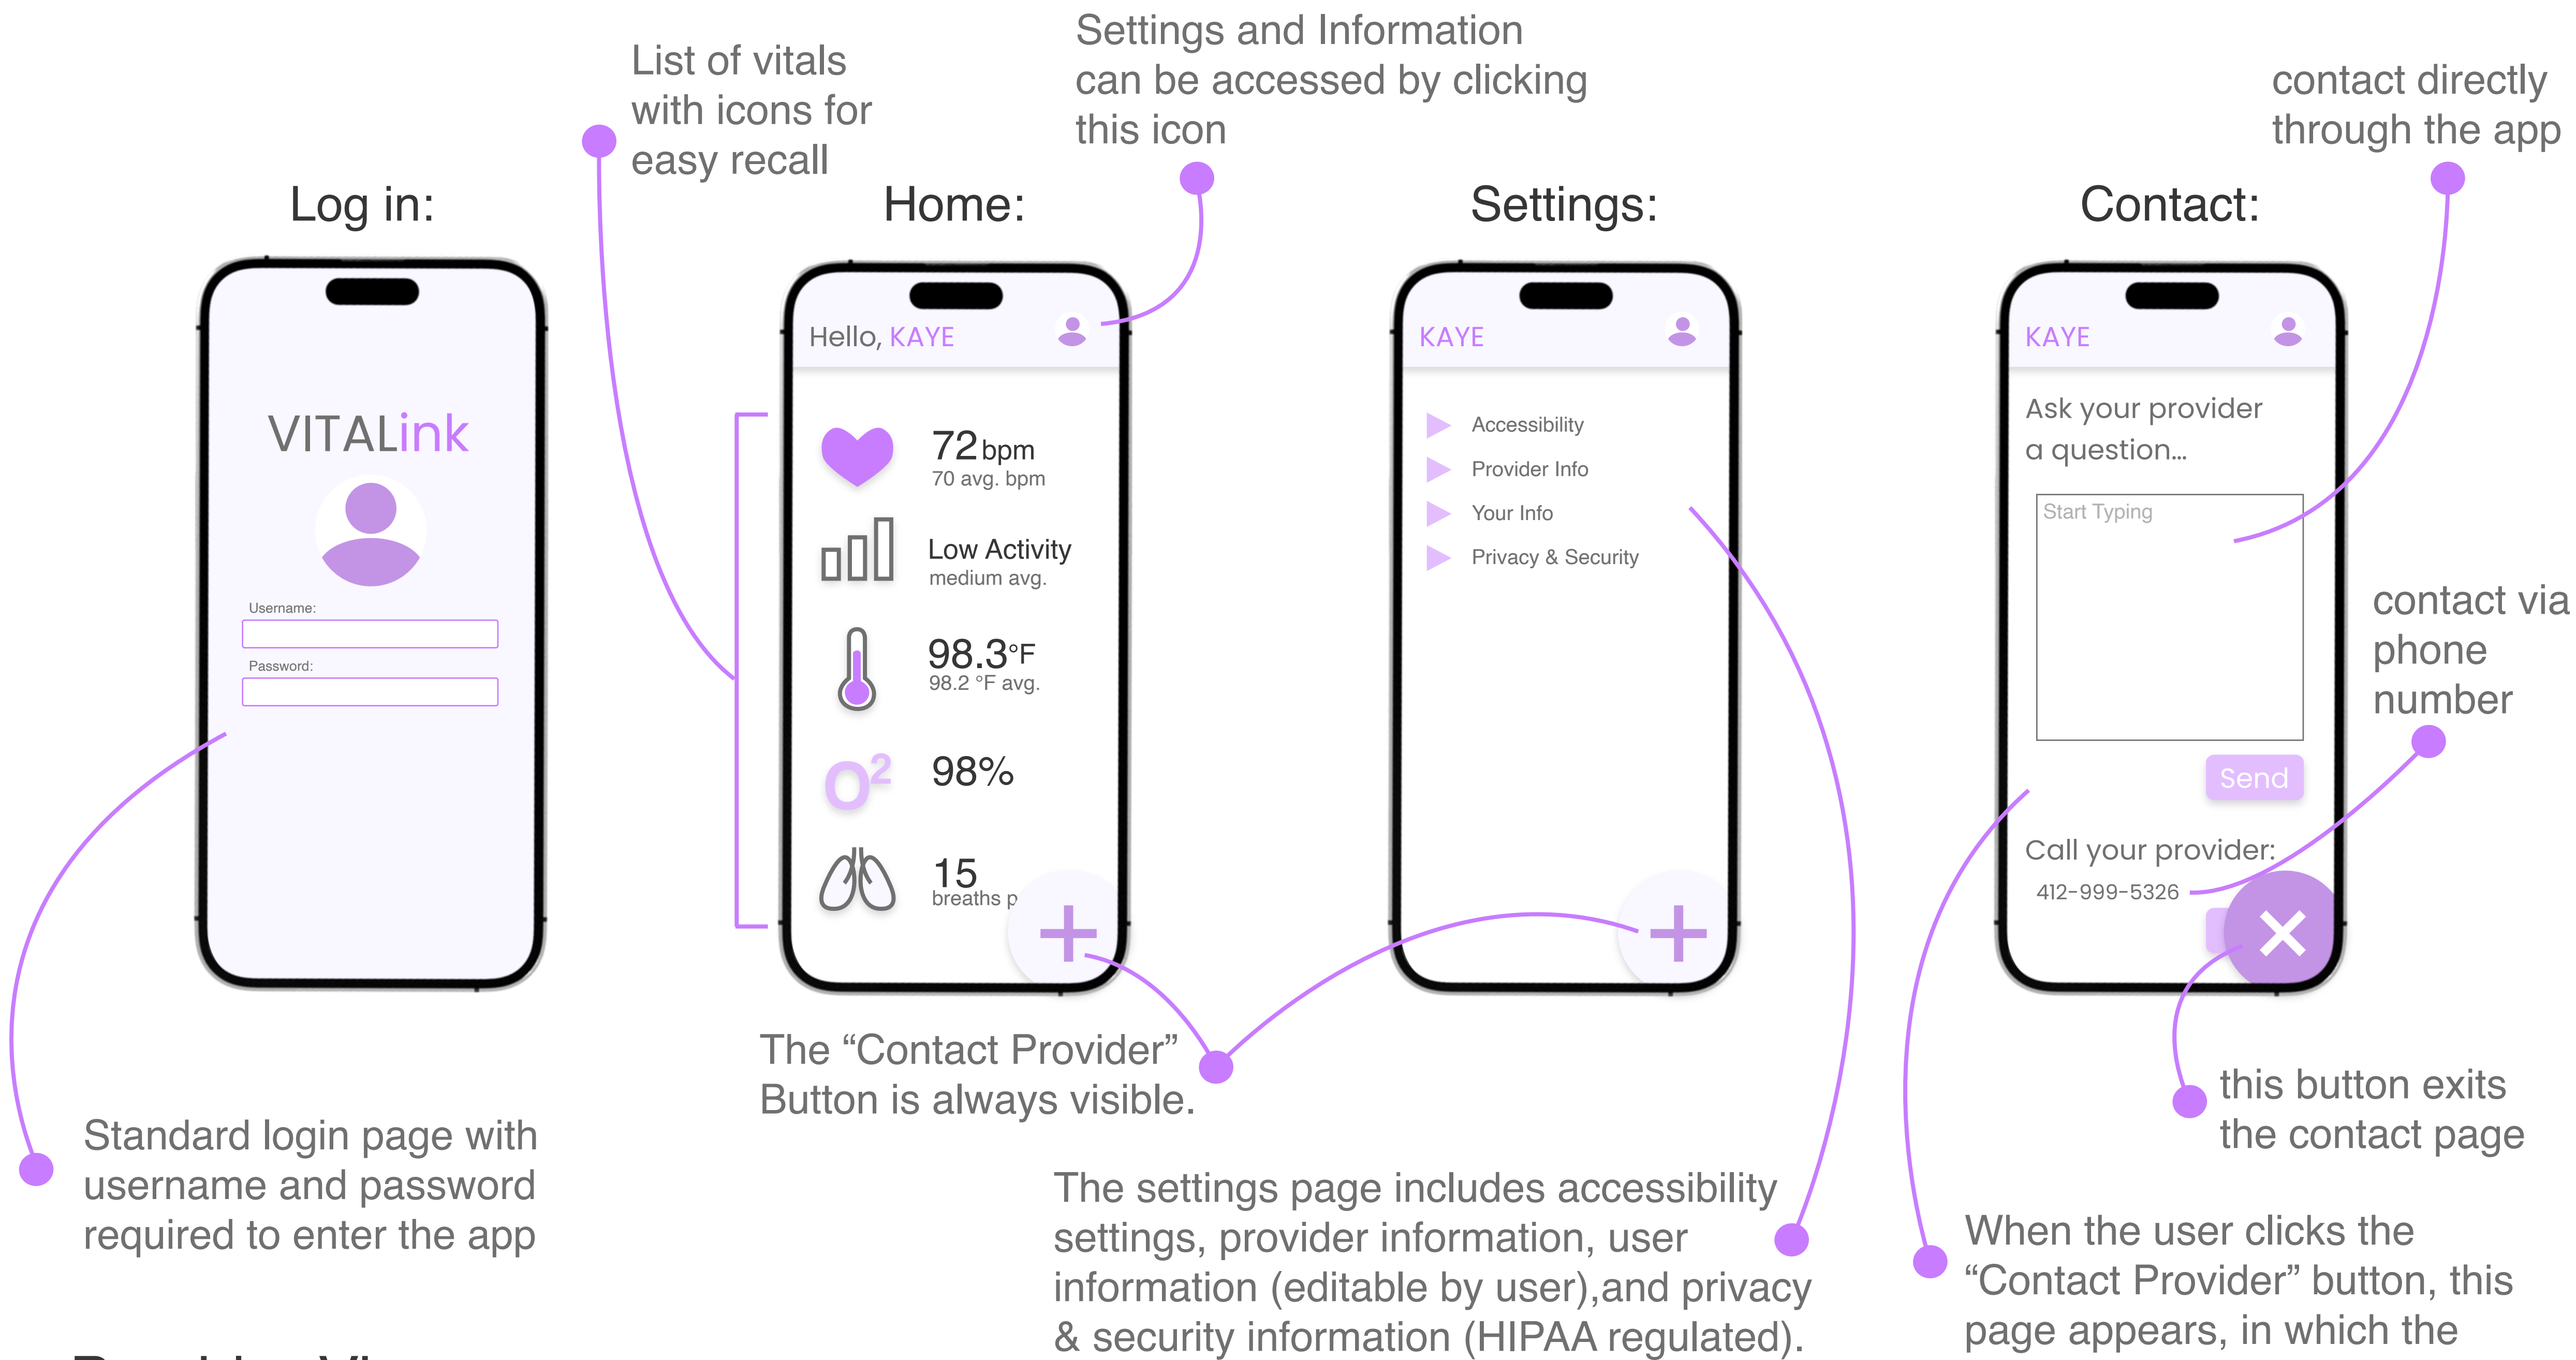 List of vitals
with icons for
easy recall
Settings and Information
can be accessed by clicking
this icon
contact directly
through the app
Log in:
Home:
Settings:
Contact:
VITALink
Username:
Password:
Hello, KAYE
72 bpm
70 avg. bpm
Low Activity
medium avg.
98.3°F
98.2 °F avg.
O² 98%
15
breaths p
KAYE
Accessibility
Provider Info
Your Info
Privacy & Security
KAYE
Ask your provider
a question...
Start Typing
Send
Call your provider:
412-999-5326
contact via
phone
number
The “Contact Provider”
Button is always visible.
this button exits
the contact page
Standard login page with
username and password
required to enter the app
The settings page includes accessibility
settings, provider information, user
information (editable by user),and privacy
& security information (HIPAA regulated).
When the user clicks the
“Contact Provider” button, this
page appears, in which the